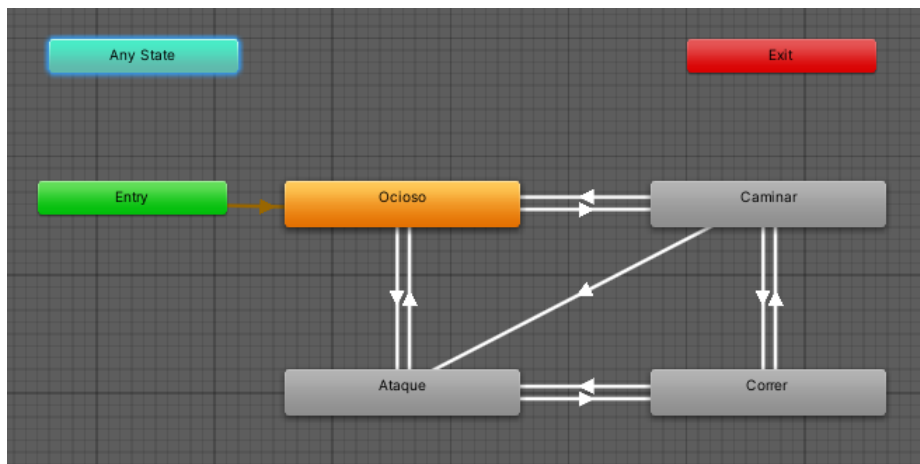 Any State
Exit
Entry
Ocioso
Caminar
Ataque
Correr